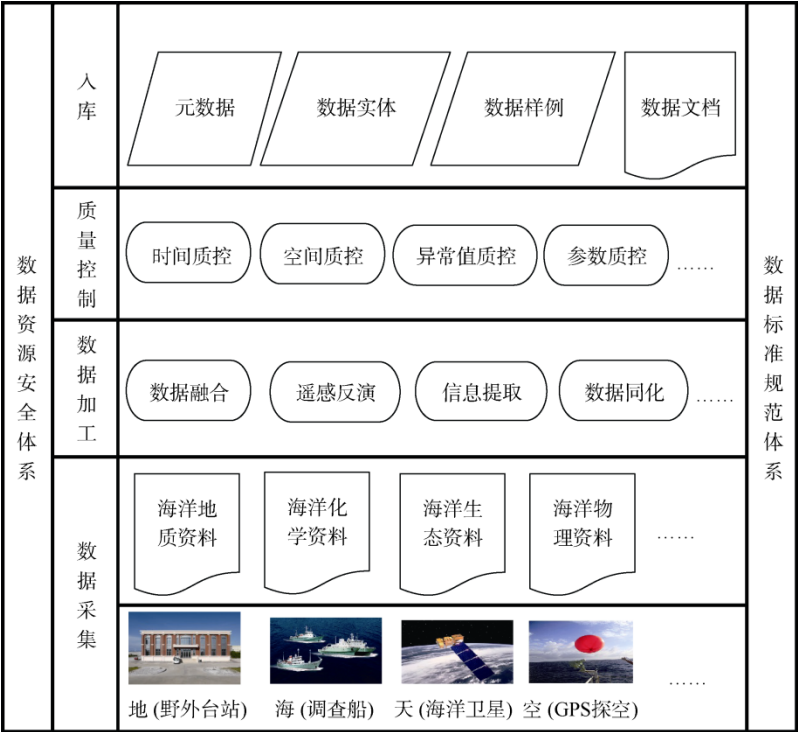 数据资源安全体系
入库
元数据
数据实体
数据样例
数据文档
质量控制
时间质控
空间质控
异常值质控
参数质控
……
数据加工
数据融合
遥感反演
信息提取
数据同化
……
数据采集
海洋地
质资料
海洋化
学资料
海洋生
态资料
海洋物
理资料
……
地 (野外台站)
海 (调查船)
天 (海洋卫星)
空 (GPS探空)
……
数据标准规范体系